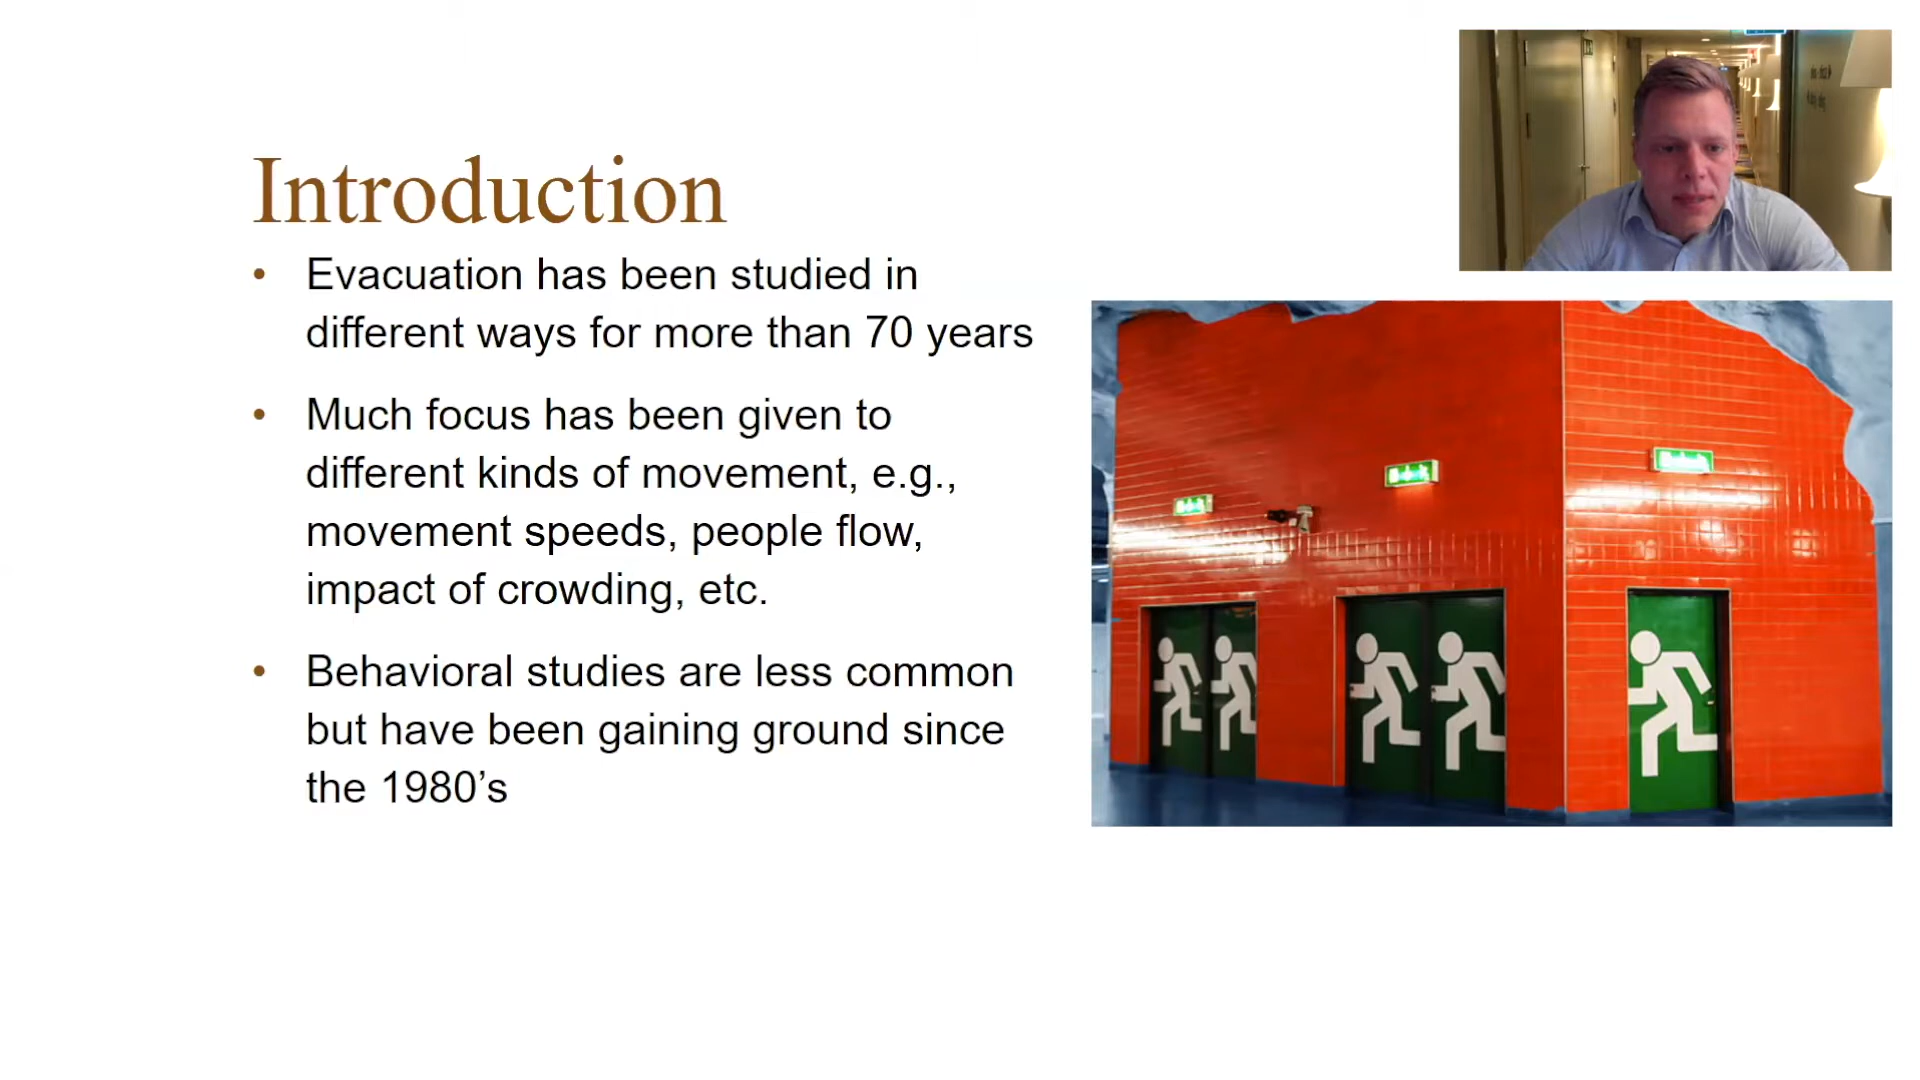 Introduction
• Evacuation has been studied in
different ways for more than 70 years
• Much focus has been given to
different kinds of movement, e.g.,
movement speeds, people flow,
impact of crowding, etc.
• Behavioral studies are less common
but have been gaining ground since
the 1980’s